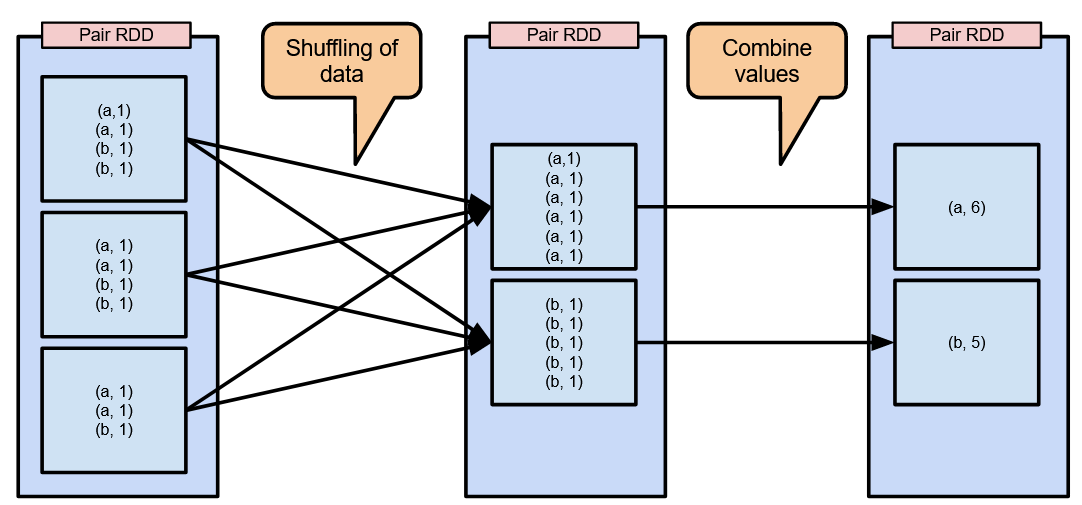 Pair RDD
(a,1)
(a, 1)
(b, 1)
(b, 1)
(a, 1)
(a, 1)
(b, 1)
(b, 1)
(a, 1)
(a, 1)
(b, 1)
Shuffling of
data
Pair RDD
(a,1)
(a, 1)
(a, 1)
(a, 1)
(a, 1)
(a, 1)
(b, 1)
(b, 1)
(b, 1)
(b, 1)
(b, 1)
Combine
values
Pair RDD
(a, 6)
(b, 5)